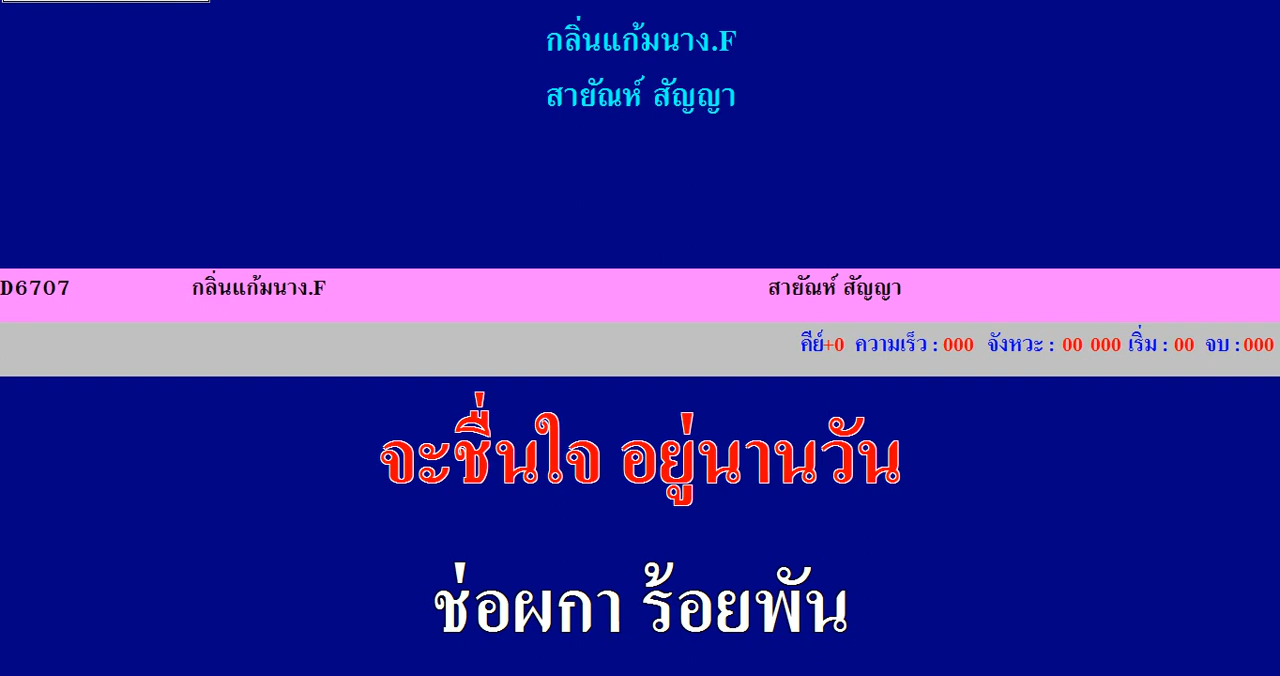 กลิ่นแก้มนาง.F
สายัณห์ สัญญา
D6707 กลิ่นแก้มนาง.F สายัณห์ สัญญา
คีย์+0 ความเร็ว : 000 จังหวะ : 00 000 เริ่ม : 00 จบ :000
จะชื่นใจ อยู่นานวัน
ช่อผกา ร้อยพัน